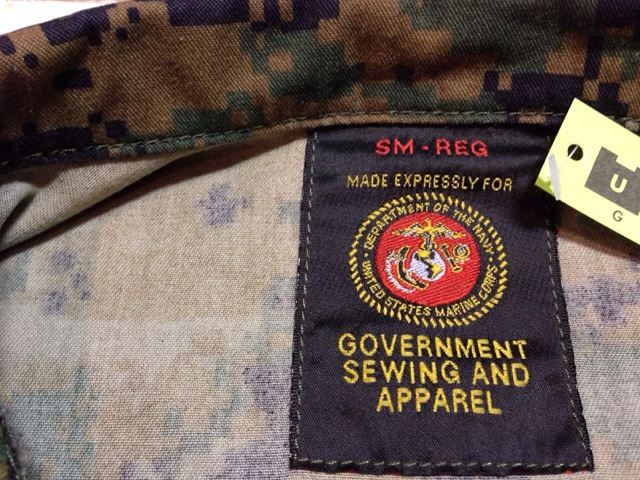 SM - REG
MADE EXPRESSLY FOR
DEPARTMENT OF THE NAVY
UNITED STATES MARINE CORPS
GOVERNMENT
SEWING AND
APPAREL
U
G